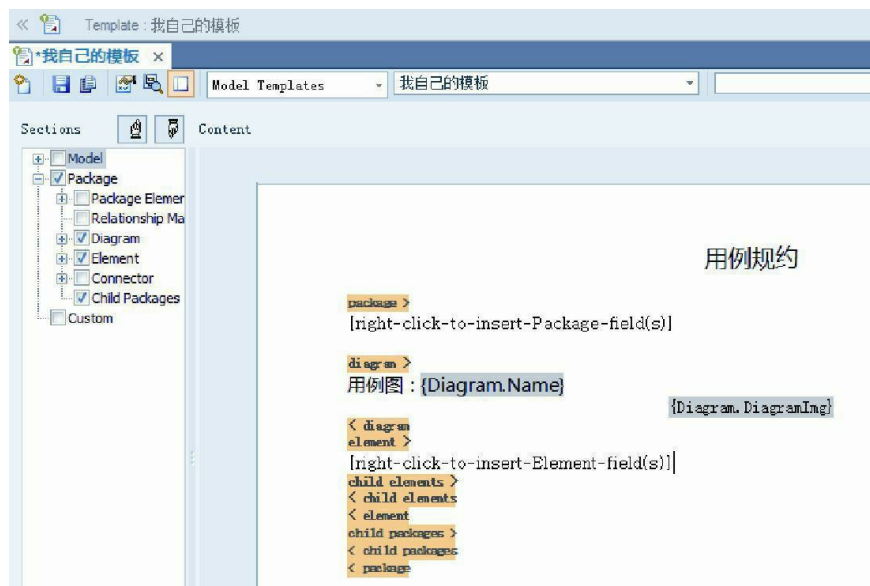 Template : 我自己的模板
*我自己的模板
Model Templates 我自己的模板
Sections Content
Model
Package
Package Elemer
Relationship Ma
Diagram
Element
Connector
Child Packages
Custom
用例规约
package >
[right-click-to-insert-Package-field(s)]
diagram >
用例图：{Diagram.Name}
{Diagram.DiagramImg}
< diagram
element >
[right-click-to-insert-Element-field(s)]
child elements >
< child elements
< element
child packages >
< child packages
< package